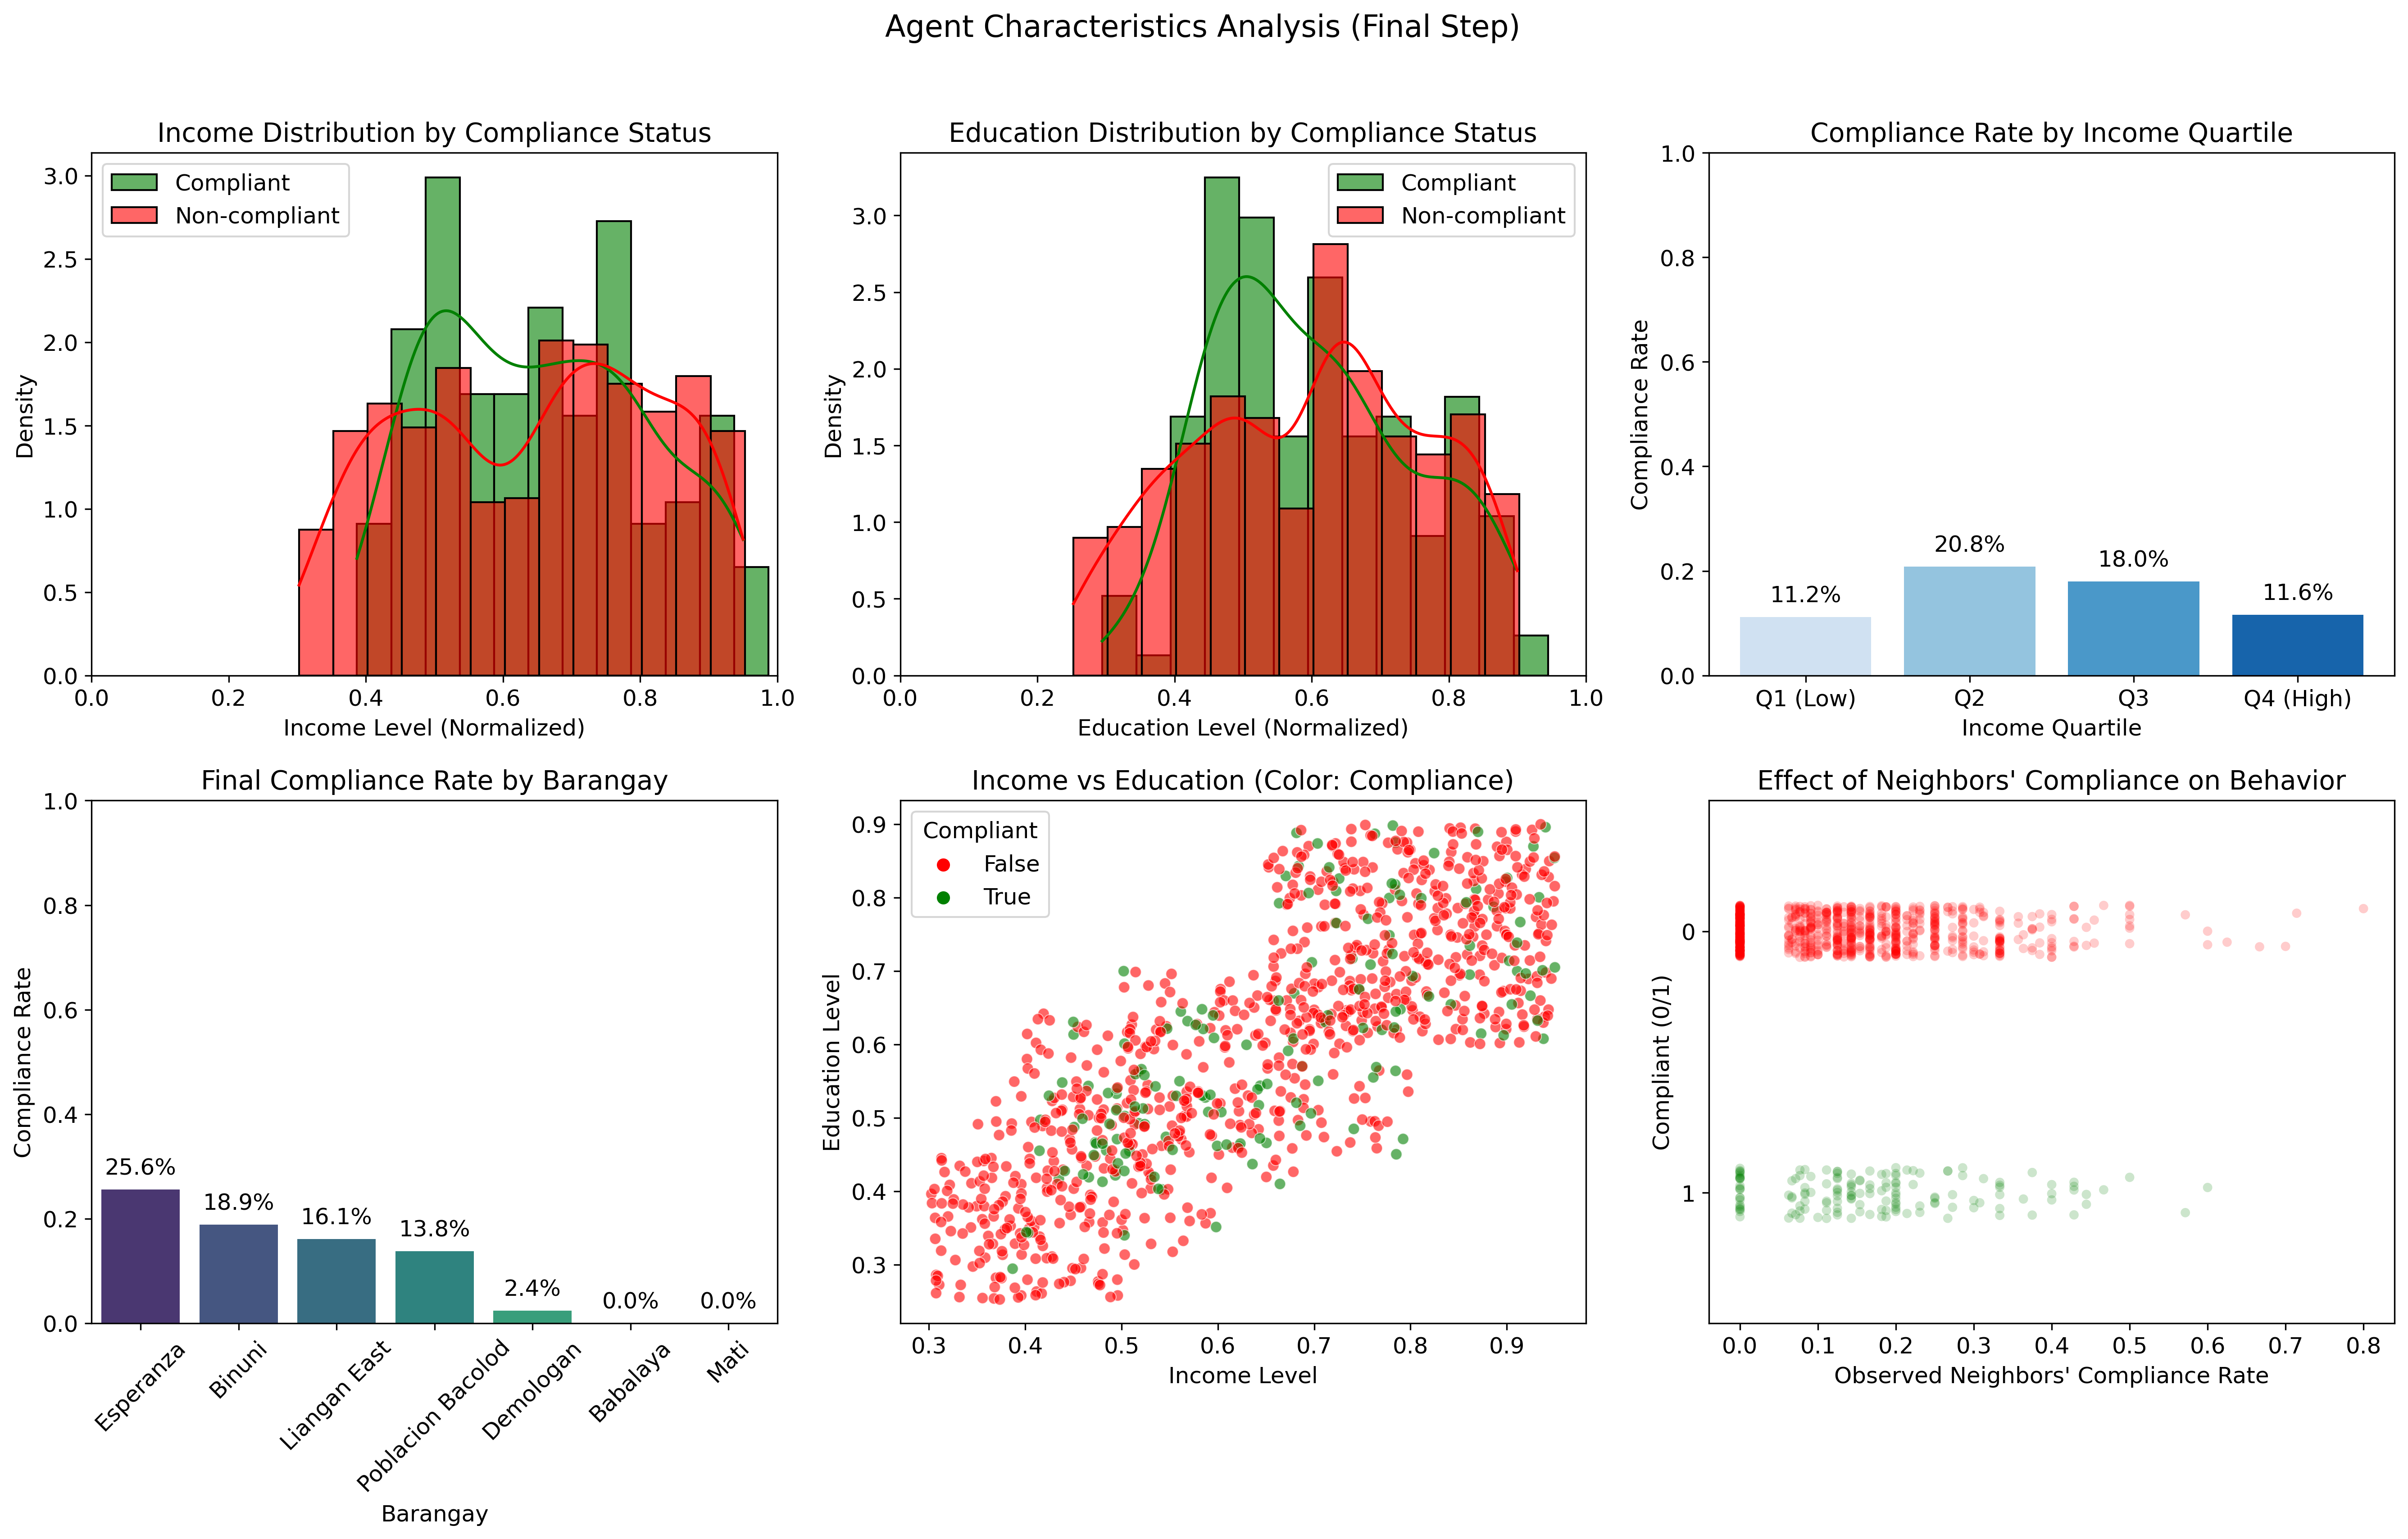 Agent Characteristics Analysis (Final Step)
Income Distribution by Compliance Status
Compliant
Non-compliant
3.0
2.5
2.0
1.5
1.0
0.5
0.0
Density
0.0 0.2 0.4 0.6 0.8 1.0
Income Level (Normalized)
Education Distribution by Compliance Status
Compliant
Non-compliant
3.0
2.5
2.0
1.5
1.0
0.5
0.0
Density
0.0 0.2 0.4 0.6 0.8 1.0
Education Level (Normalized)
Compliance Rate by Income Quartile
1.0
0.8
0.6
0.4
0.2
0.0
Compliance Rate
11.2% 20.8% 18.0% 11.6%
Q1 (Low) Q2 Q3 Q4 (High)
Income Quartile
Final Compliance Rate by Barangay
1.0
0.8
0.6
0.4
0.2
0.0
Compliance Rate
25.6% 18.9% 16.1% 13.8% 2.4% 0.0% 0.0%
Esperanza
Binuni
Liangan East
Poblacion Bacolod
Demologan
Babalaya
Mati
Barangay
Income vs Education (Color: Compliance)
Compliant
False
True
0.9
0.8
0.7
0.6
0.5
0.4
0.3
Education Level
0.3 0.4 0.5 0.6 0.7 0.8 0.9
Income Level
Effect of Neighbors' Compliance on Behavior
0
1
Compliant (0/1)
0.0 0.1 0.2 0.3 0.4 0.5 0.6 0.7 0.8
Observed Neighbors' Compliance Rate